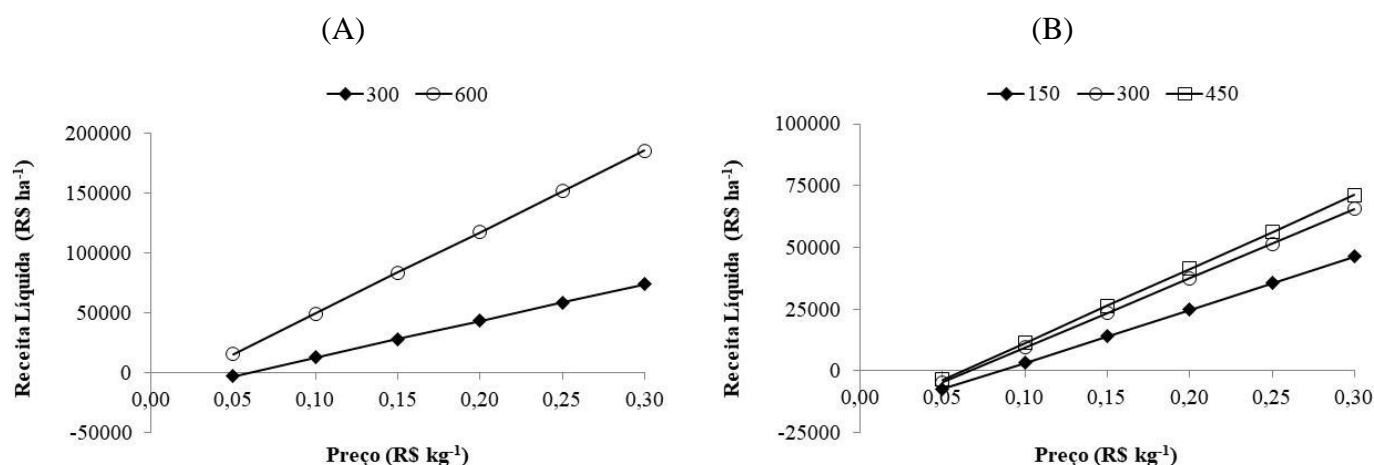 (A)
300 600
200000
150000
100000
50000
0
-50000
0,00 0,05 0,10 0,15 0,20 0,25 0,30
Receita Líquida (R$ ha⁻¹)
Preço (R$ kg⁻¹)
(B)
150 300 450
100000
75000
50000
25000
0
-25000
0,00 0,05 0,10 0,15 0,20 0,25 0,30
Receita Líquida (R$ ha⁻¹)
Preço (R$ kg⁻¹)